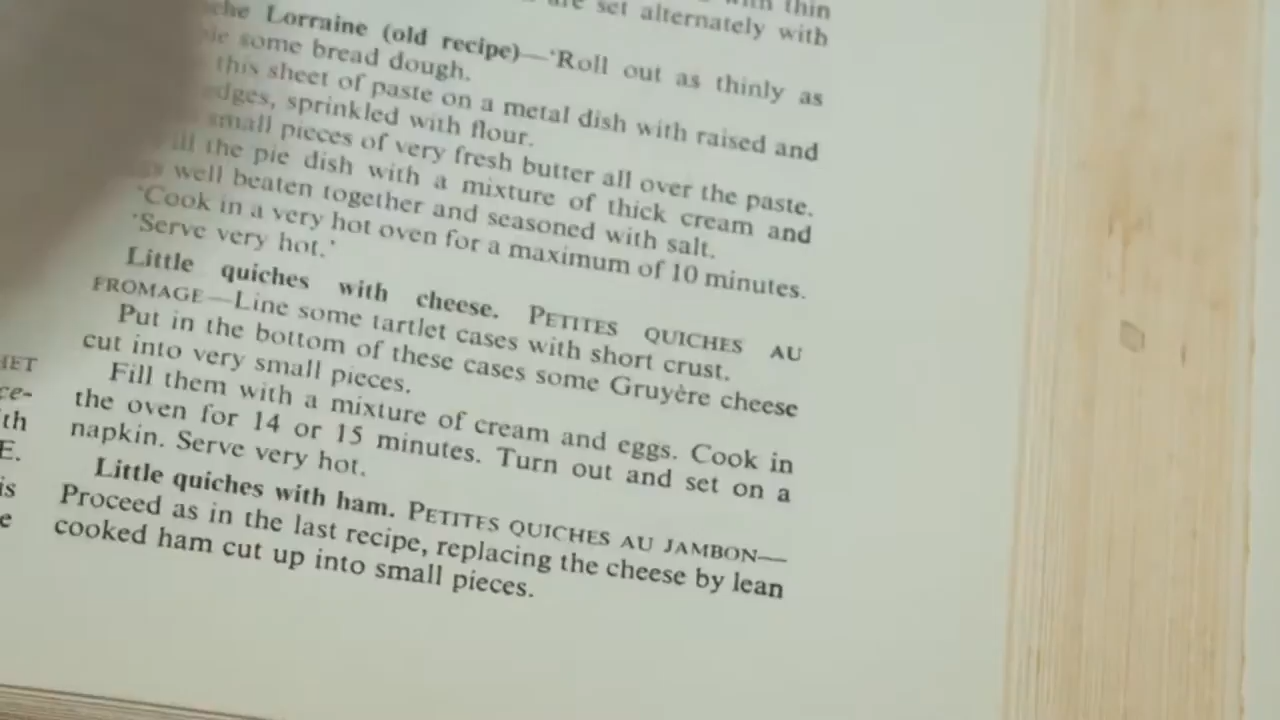 with thin
are set alternately with
Lorraine (old recipe)—‘Roll out as thinly as
some bread dough.
this sheet of paste on a metal dish with raised and
edges, sprinkled with flour.
small pieces of very fresh butter all over the paste.
the pie dish with a mixture of thick cream and
well beaten together and seasoned with salt.
‘Cook in a very hot oven for a maximum of 10 minutes.
‘Serve very hot.’
Little quiches with cheese. PETITES QUICHES AU
FROMAGE—Line some tartlet cases with short crust.
Put in the bottom of these cases some Gruyère cheese
cut into very small pieces.
Fill them with a mixture of cream and eggs. Cook in
the oven for 14 or 15 minutes. Turn out and set on a
napkin. Serve very hot.
Little quiches with ham. PETITES QUICHES AU JAMBON—
Proceed as in the last recipe, replacing the cheese by lean
cooked ham cut up into small pieces.